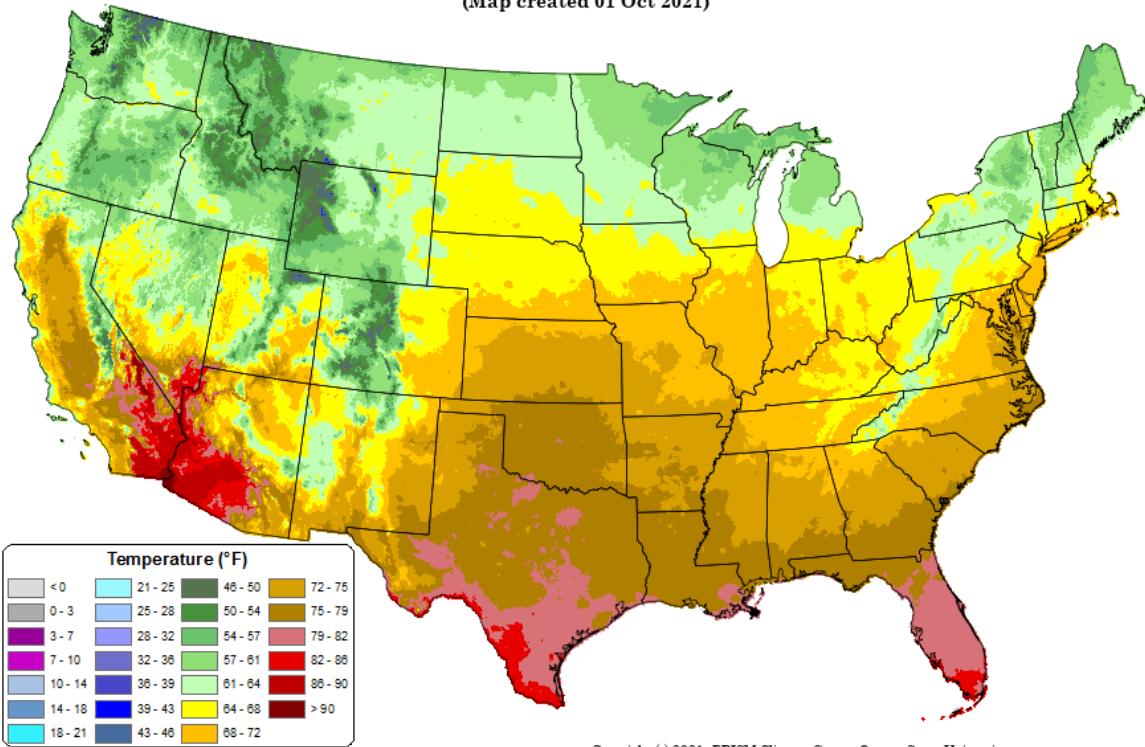 (Map created 01 Oct 2021)
Temperature (°F)
< 0
0 - 3
3 - 7
7 - 10
10 - 14
14 - 18
18 - 21
21 - 25
25 - 28
28 - 32
32 - 36
36 - 39
39 - 43
43 - 46
46 - 50
50 - 54
54 - 57
57 - 61
61 - 64
64 - 68
68 - 72
72 - 75
75 - 79
79 - 82
82 - 86
86 - 90
> 90